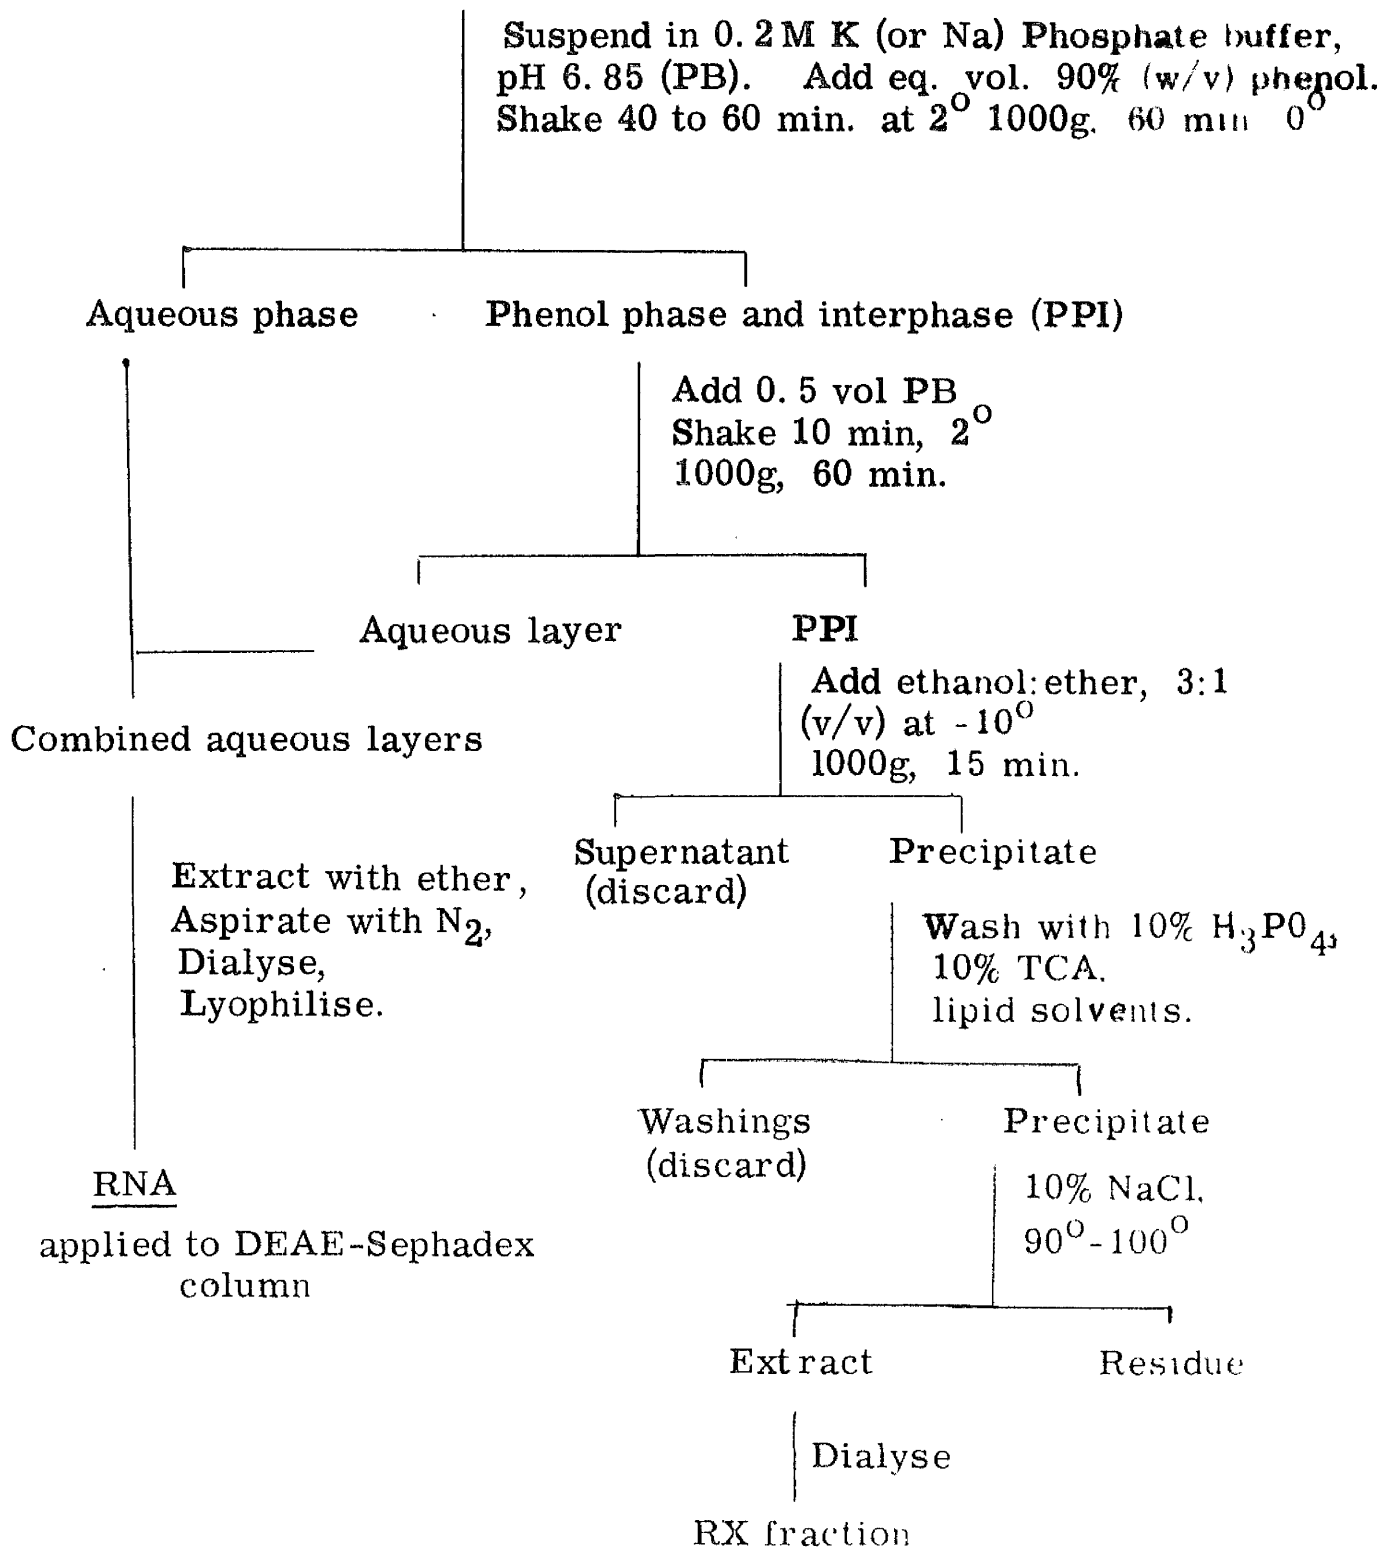 Suspend in 0.2M K (or Na) Phosphate buffer,
pH 6.85 (PB). Add eq. vol. 90% (w/v) phenol.
Shake 40 to 60 min. at 2° 1000g. 60 min 0°
Aqueous phase
Phenol phase and interphase (PPI)
Add 0.5 vol PB
Shake 10 min, 2°
1000g, 60 min.
Aqueous layer
PPI
Add ethanol:ether, 3:1
(v/v) at -10°
1000g, 15 min.
Combined aqueous layers
Supernatant
(discard)
Precipitate
Extract with ether,
Aspirate with N₂,
Dialyse,
Lyophilise.
Wash with 10% H₃PO₄,
10% TCA,
lipid solvents.
Washings
(discard)
Precipitate
RNA
applied to DEAE-Sephadex
column
10% NaCl,
90°-100°
Extract
Residue
Dialyse
RX fraction